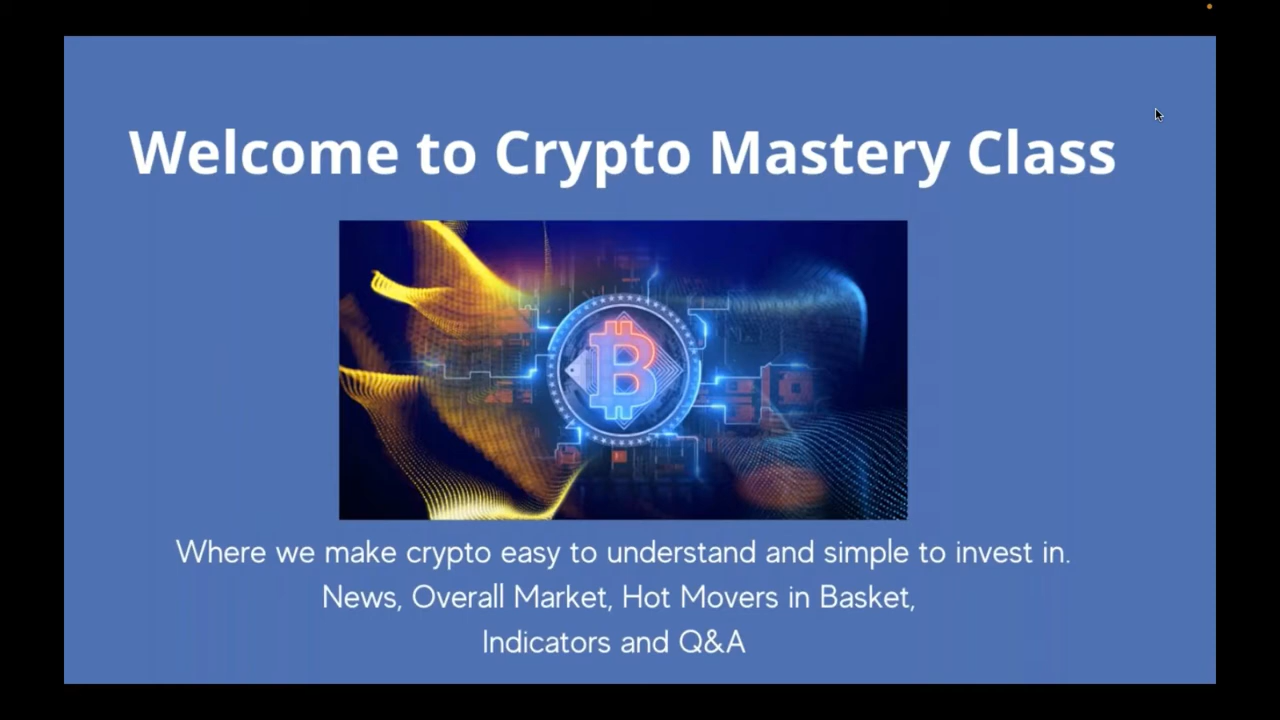 Welcome to Crypto Mastery Class
Where we make crypto easy to understand and simple to invest in.
News, Overall Market, Hot Movers in Basket,
Indicators and Q&A